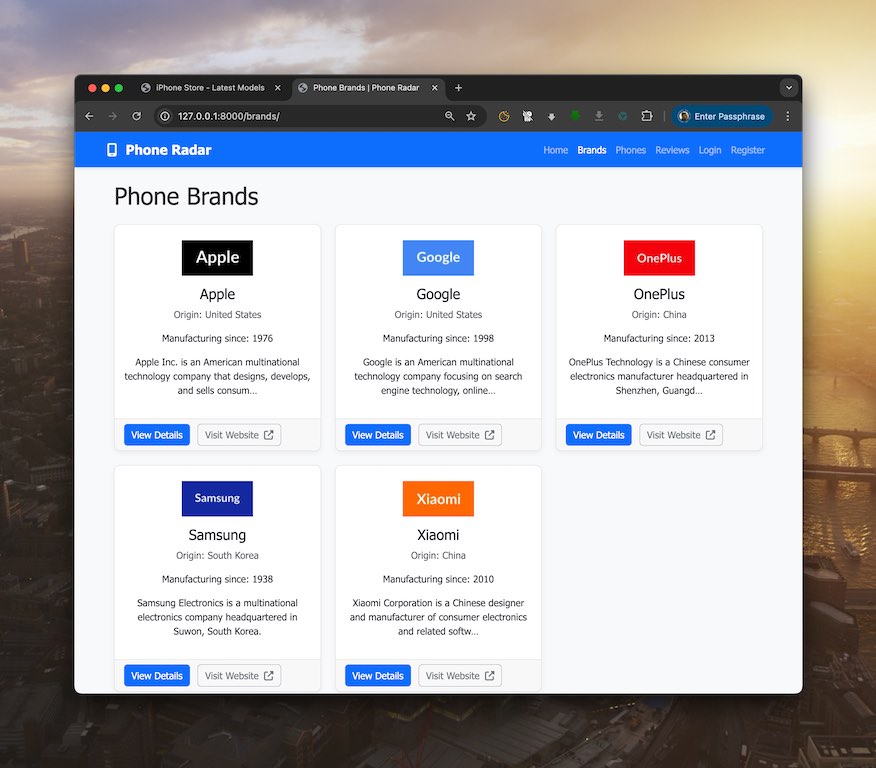 iPhone Store - Latest Models
Phone Brands | Phone Radar
127.0.0.1:8000/brands/
Enter Passphrase
Phone Radar
Home Brands Phones Reviews Login Register
Phone Brands
Apple
Apple
Origin: United States
Manufacturing since: 1976
Apple Inc. is an American multinational
technology company that designs, develops,
and sells consum...
View Details Visit Website
Google
Google
Origin: United States
Manufacturing since: 1998
Google is an American multinational
technology company focusing on search
engine technology, online...
View Details Visit Website
OnePlus
OnePlus
Origin: China
Manufacturing since: 2013
OnePlus Technology is a Chinese consumer
electronics manufacturer headquartered in
Shenzhen, Guangd...
View Details Visit Website
Samsung
Samsung
Origin: South Korea
Manufacturing since: 1938
Samsung Electronics is a multinational
electronics company headquartered in
Suwon, South Korea.
View Details Visit Website
Xiaomi
Xiaomi
Origin: China
Manufacturing since: 2010
Xiaomi Corporation is a Chinese designer
and manufacturer of consumer electronics
and related softw...
View Details Visit Website